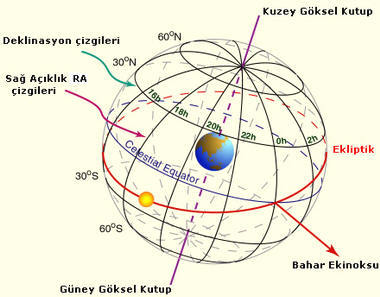 Kuzey Göksel Kutup
60°N
Deklinasyon çizgileri
30°N
Sağ Açıklık RA
çizgileri
16h
18h
20h
22h
0h
2h
Celestial Equator
Ekliptik
30°S
60°S
Bahar Ekinoksu
Güney Göksel Kutup